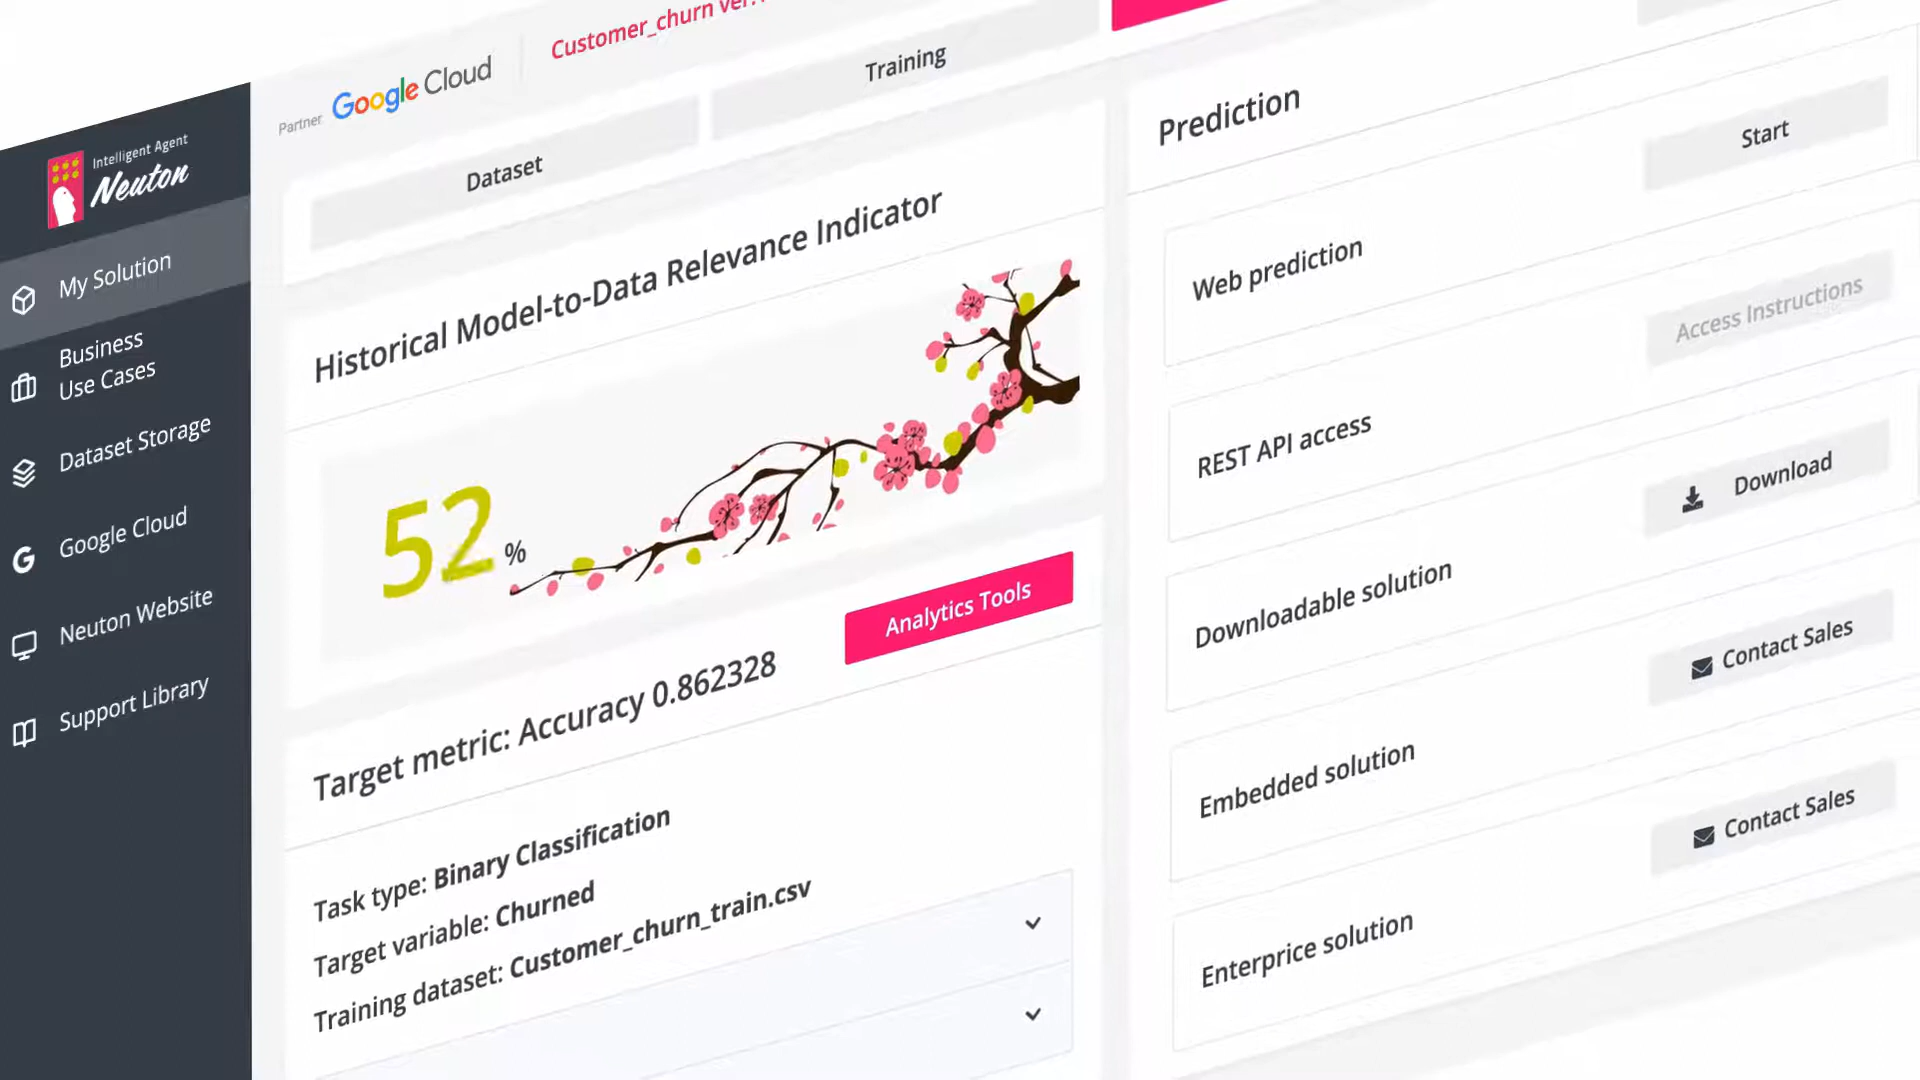 Intelligent Agent
Neuton
My Solution
Business
Use Cases
Dataset Storage
Google Cloud
Neuton Website
Support Library
Partner
Google Cloud
Customer_churn
Dataset
Training
Historical Model-to-Data Relevance Indicator
52 %
Analytics Tools
Target metric: Accuracy 0.862328
Task type: Binary Classification
Target variable: Churned
Training dataset: Customer_churn_train.csv
Prediction
Web prediction
Start
REST API access
Access Instructions
Downloadable solution
Download
Embedded solution
Contact Sales
Enterprice solution
Contact Sales